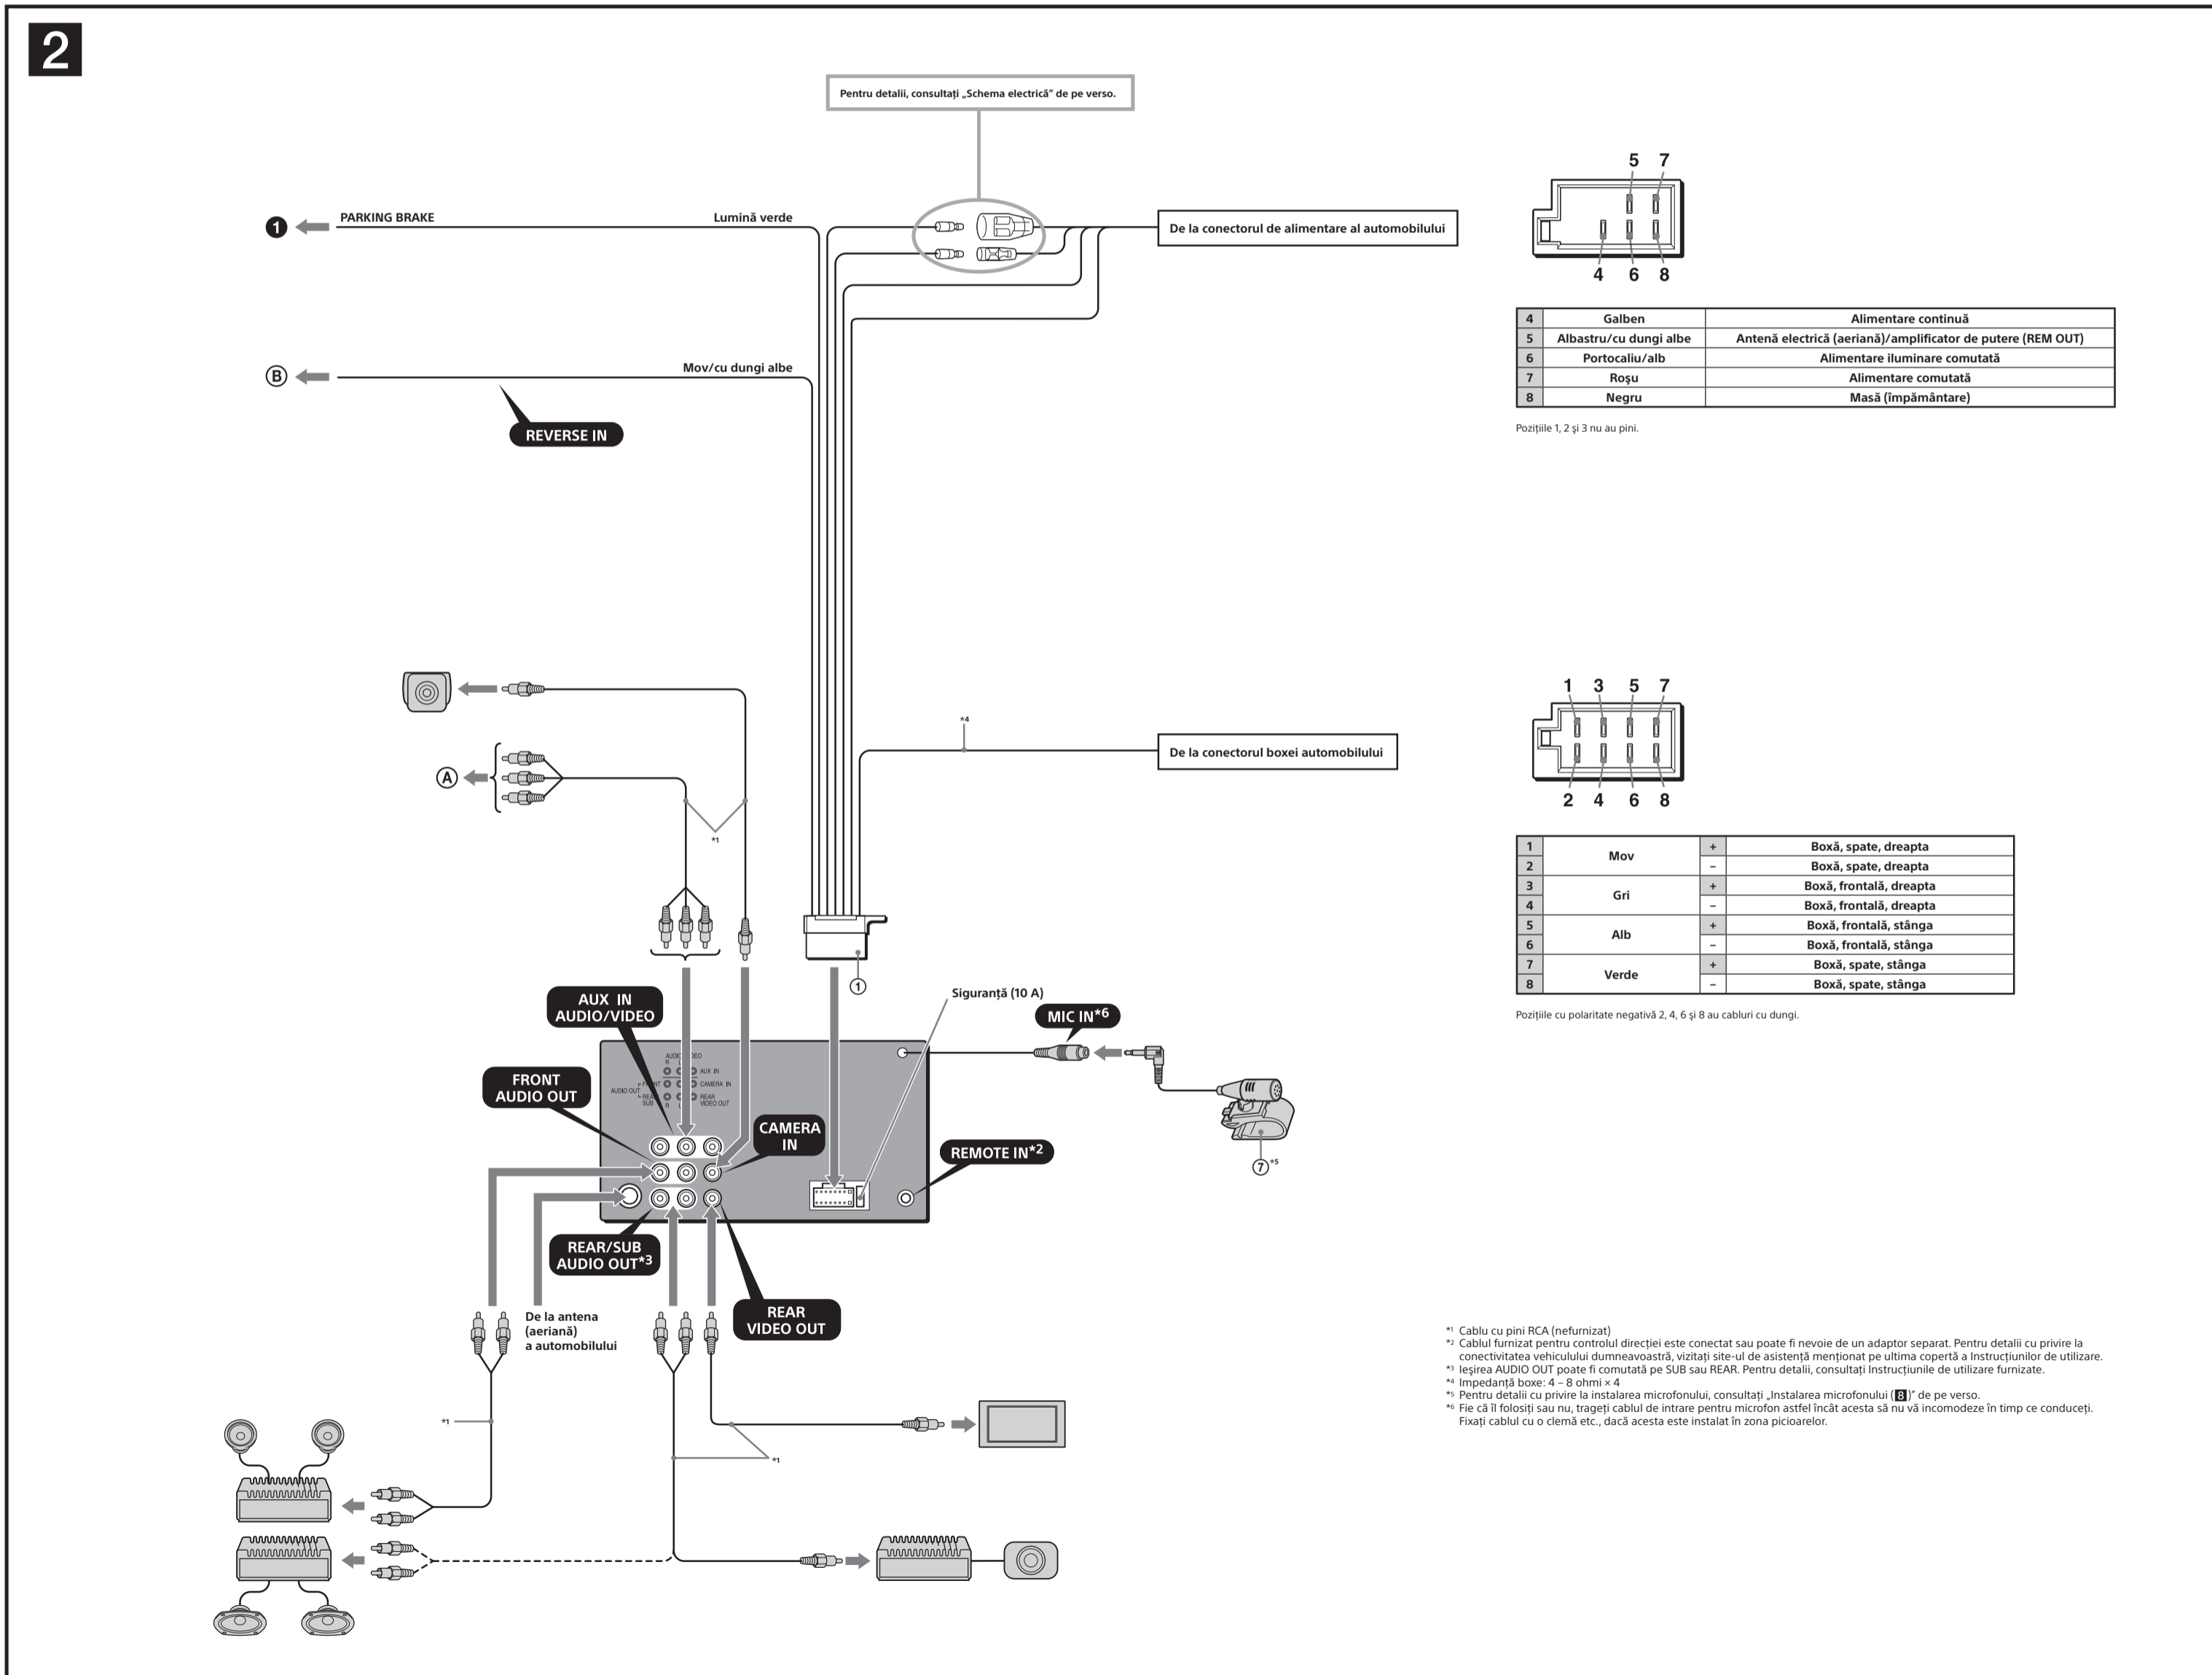 2
Pentru detalii, consultați „Schema electrică” de pe verso.
1 PARKING BRAKE Lumină verde
De la conectorul de alimentare al automobilului
B Mov/cu dungi albe
REVERSE IN
5 7
4 6 8
4 Galben Alimentare continuă
5 Albastru/cu dungi albe Antenă electrică (aeriană)/amplificator de putere (REM OUT)
6 Portocaliu/alb Alimentare iluminare comutată
7 Roşu Alimentare comutată
8 Negru Masă (împământare)
Pozițiile 1, 2 şi 3 nu au pini.
A
*1
*4
De la conectorul boxei automobilului
1 3 5 7
2 4 6 8
1 Mov + Boxă, spate, dreapta
2 – Boxă, spate, dreapta
3 Gri + Boxă, frontală, dreapta
4 – Boxă, frontală, dreapta
5 Alb + Boxă, frontală, stânga
6 – Boxă, frontală, stânga
7 Verde + Boxă, spate, stânga
8 – Boxă, spate, stânga
Pozițiile cu polaritate negativă 2, 4, 6 şi 8 au cabluri cu dungi.
1
Siguranță (10 A)
MIC IN*6
AUX IN
AUDIO/VIDEO
R
AUX IN
CAMERA IN
AUDIO OUT
SUB R
REAR
VIDEO OUT
FRONT
AUDIO OUT
CAMERA
IN
REMOTE IN*2
7 *5
REAR/SUB
AUDIO OUT*3
REAR
VIDEO OUT
De la antena
(aeriană)
a automobilului
*1
*1
*1 Cablu cu pini RCA (nefurnizat)
*2 Cablul furnizat pentru controlul direcției este conectat sau poate fi nevoie de un adaptor separat. Pentru detalii cu privire la
conectivitatea vehiculului dumneavoastră, vizitați site-ul de asistență menționat pe ultima copertă a Instrucțiunilor de utilizare.
*3 Ieşirea AUDIO OUT poate fi comutată pe SUB sau REAR. Pentru detalii, consultați Instrucțiunile de utilizare furnizate.
*4 Impedanță boxe: 4 – 8 ohmi × 4
*5 Pentru detalii cu privire la instalarea microfonului, consultați „Instalarea microfonului (8)” de pe verso.
*6 Fie că îl folosiți sau nu, trageți cablul de intrare pentru microfon astfel încât acesta să nu vă incomodeze în timp ce conduceți.
Fixați cablul cu o clemă etc., dacă acesta este instalat în zona picioarelor.